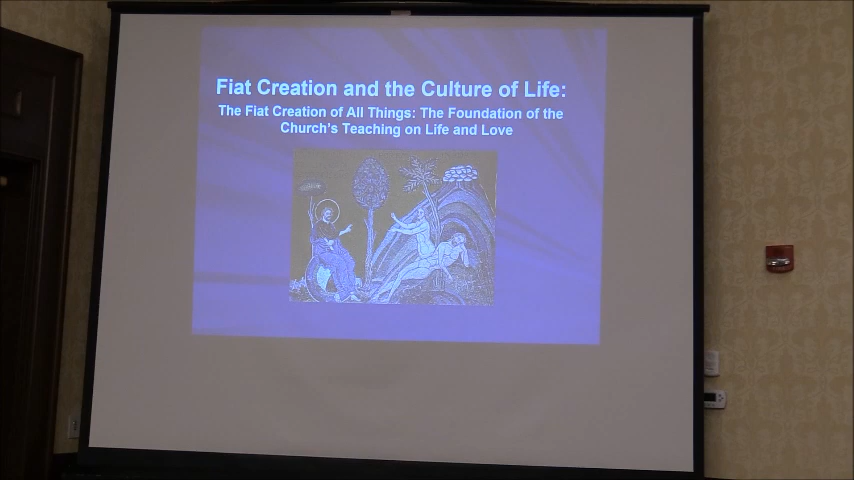 Fiat Creation and the Culture of Life:
The Fiat Creation of All Things: The Foundation of the
Church's Teaching on Life and Love